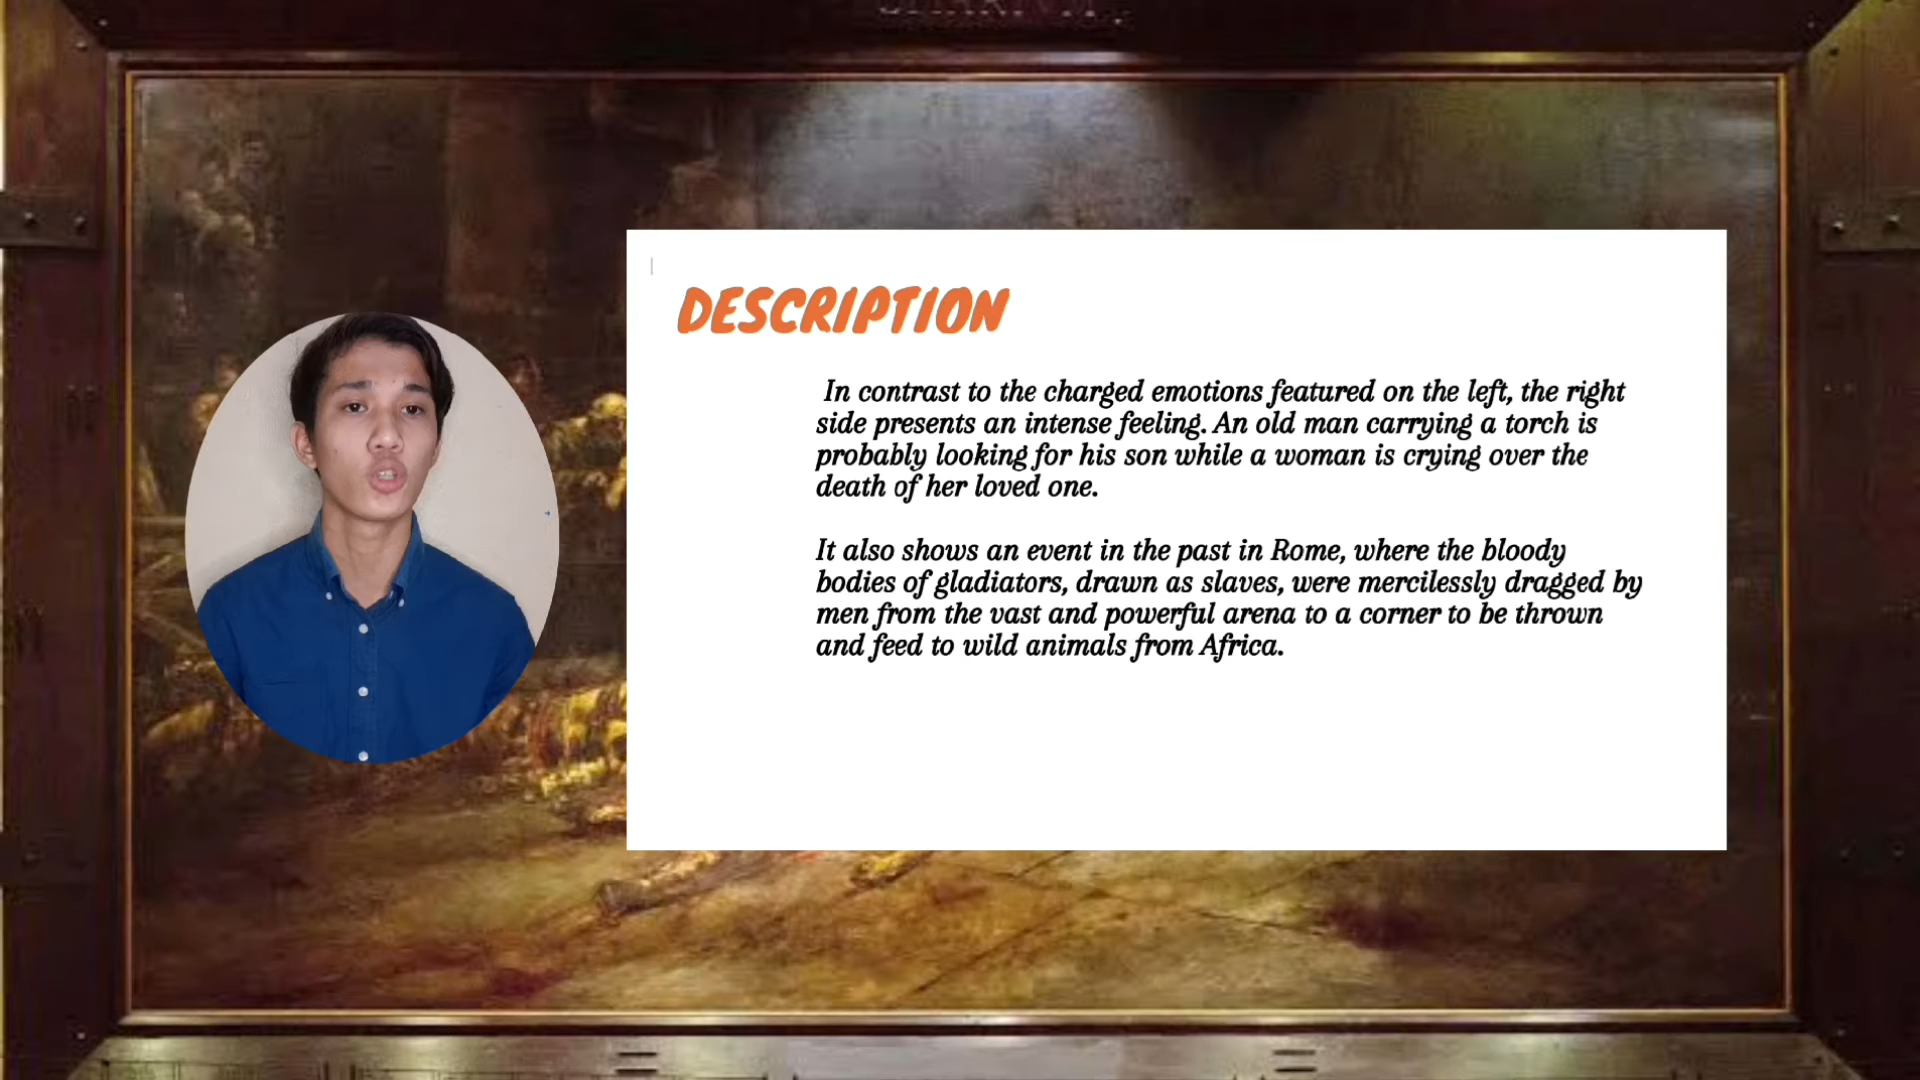 DESCRIPTION
In contrast to the charged emotions featured on the left, the right
side presents an intense feeling. An old man carrying a torch is
probably looking for his son while a woman is crying over the
death of her loved one.
It also shows an event in the past in Rome, where the bloody
bodies of gladiators, drawn as slaves, were mercilessly dragged by
men from the vast and powerful arena to a corner to be thrown
and feed to wild animals from Africa.